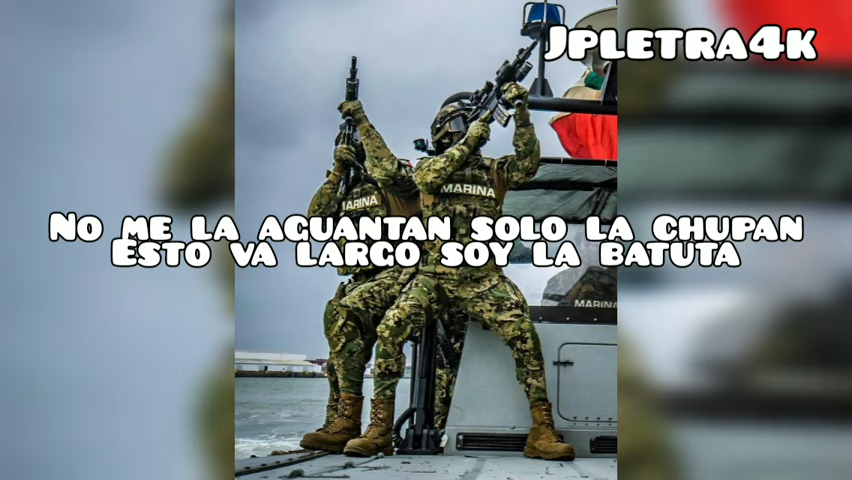 Jpletra4k
MARINA
MARINA
No me la aguantan solo la chupan
Esto va largo soy la batuta
MARINA